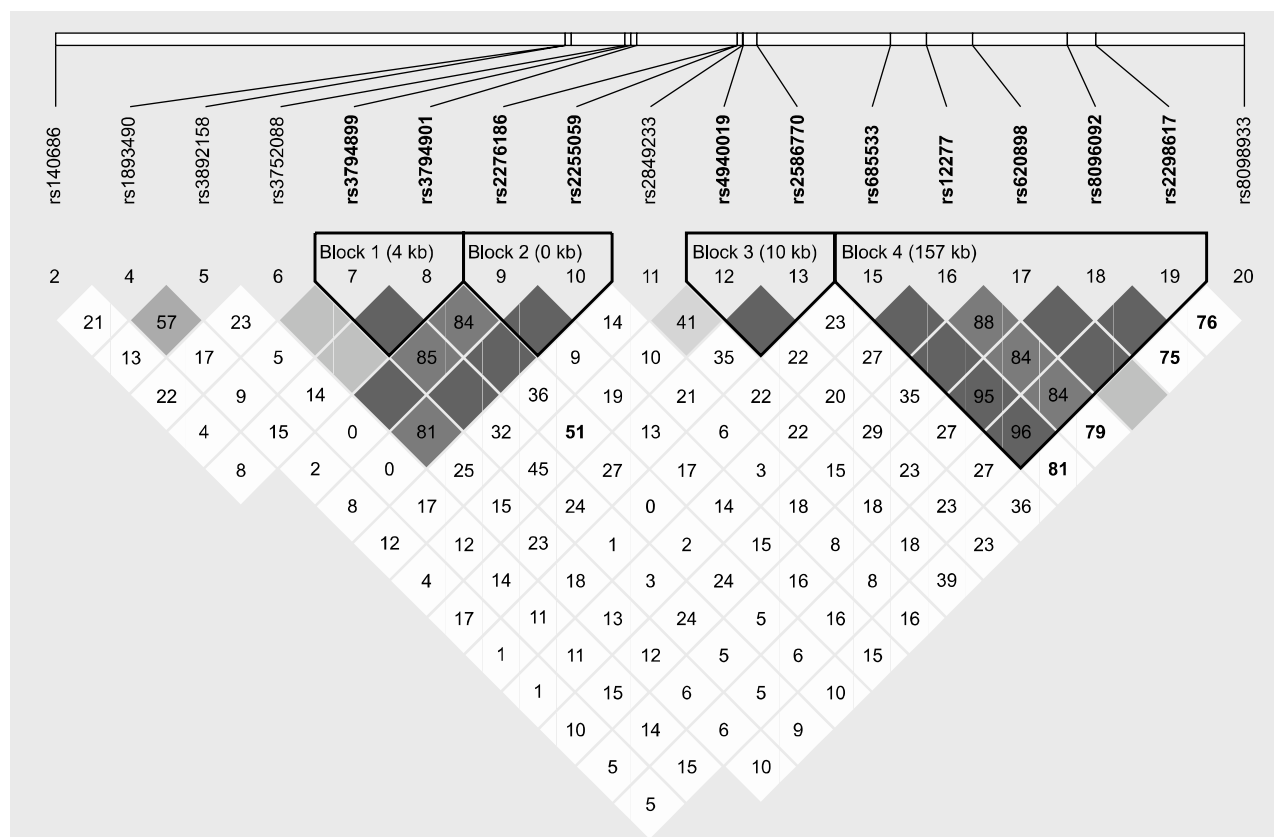 rs140686
rs1893490
rs3892158
rs3752088
rs3794899
rs3794901
rs2276186
rs2255059
rs2849233
rs4940019
rs2586770
rs685533
rs12277
rs620898
rs8096092
rs2298617
rs8098933
Block 1 (4 kb) Block 2 (0 kb) Block 3 (10 kb) Block 4 (157 kb)
2 4 5 6 7 8 9 10 11 12 13 15 16 17 18 19 20
21 57 23 84 14 41 23 88 76
13 17 5 85 9 10 35 22 27 84 75
22 9 14 36 19 21 22 20 35 95 84
4 15 0 81 32 51 13 6 22 29 27 96 79
8 2 0 25 45 27 17 3 15 23 27 81
8 17 15 24 0 14 18 18 23 36
12 12 23 1 2 15 8 18 23
4 14 18 3 24 16 8 39
17 11 13 24 5 16 16
1 11 12 5 6 15
1 15 6 5 10
10 14 6 9
5 15 10
5